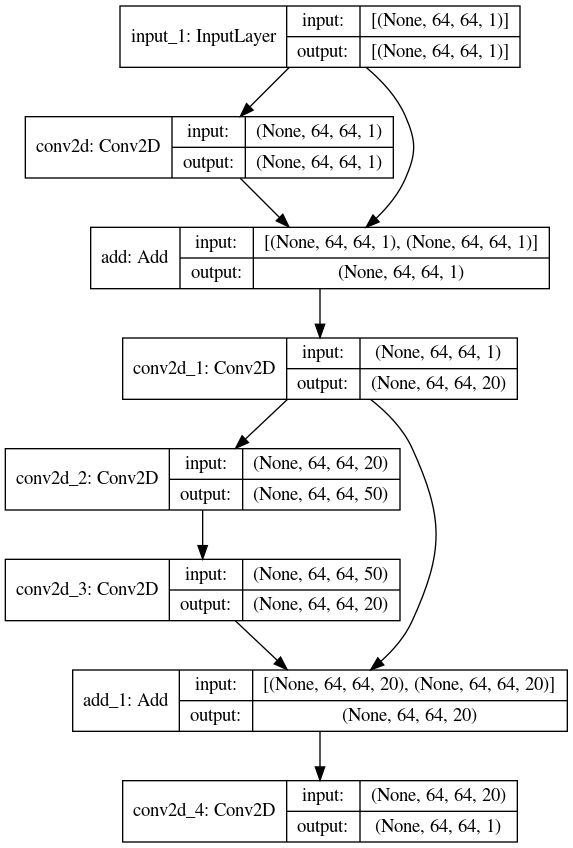 input_1: InputLayer
input:
[(None, 64, 64, 1)]
output:
[(None, 64, 64, 1)]
conv2d: Conv2D
input:
(None, 64, 64, 1)
output:
(None, 64, 64, 1)
add: Add
input:
[(None, 64, 64, 1), (None, 64, 64, 1)]
output:
(None, 64, 64, 1)
conv2d_1: Conv2D
input:
(None, 64, 64, 1)
output:
(None, 64, 64, 20)
conv2d_2: Conv2D
input:
(None, 64, 64, 20)
output:
(None, 64, 64, 50)
conv2d_3: Conv2D
input:
(None, 64, 64, 50)
output:
(None, 64, 64, 20)
add_1: Add
input:
[(None, 64, 64, 20), (None, 64, 64, 20)]
output:
(None, 64, 64, 20)
conv2d_4: Conv2D
input:
(None, 64, 64, 20)
output:
(None, 64, 64, 1)